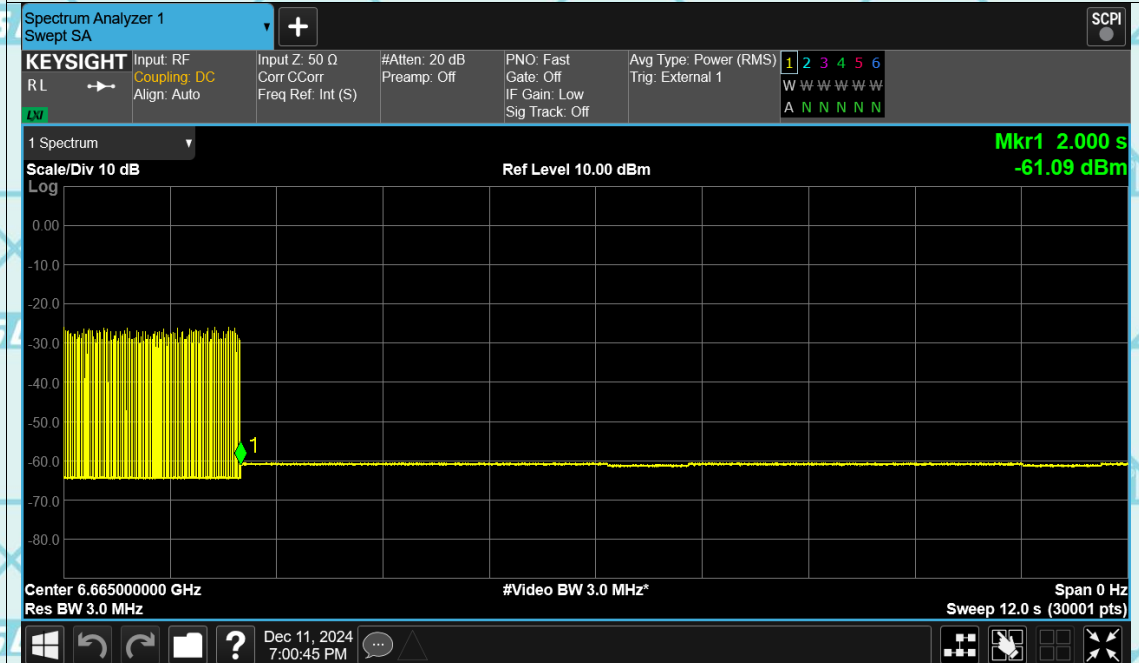 Spectrum Analyzer 1
Swept SA
+
SCPI
KEYSIGHT
R L
LXI
Input: RF
Coupling: DC
Align: Auto
Input Z: 50 Ω
Corr CCorr
Freq Ref: Int (S)
#Atten: 20 dB
Preamp: Off
PNO: Fast
Gate: Off
IF Gain: Low
Sig Track: Off
Avg Type: Power (RMS)
Trig: External 1
1 2 3 4 5 6
W W W W W W
A N N N N N
1 Spectrum
Scale/Div 10 dB
Ref Level 10.00 dBm
Mkr1 2.000 s
-61.09 dBm
Log
0.00
-10.0
-20.0
-30.0
-40.0
-50.0
-60.0
-70.0
-80.0
1
Center 6.665000000 GHz
#Video BW 3.0 MHz*
Span 0 Hz
Res BW 3.0 MHz
Sweep 12.0 s (30001 pts)
?
Dec 11, 2024
7:00:45 PM